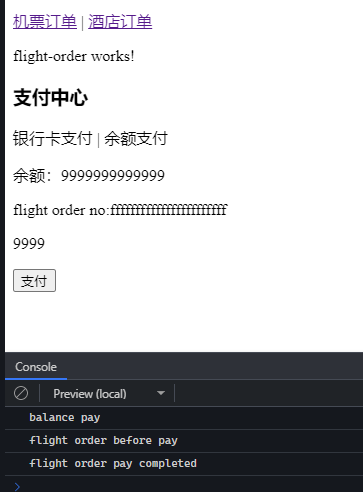 机票订单 | 酒店订单
flight-order works!
支付中心
银行卡支付 | 余额支付
余额：9999999999999
flight order no:fffffffffffffffffffffff
9999
支付
Console
Preview (local)
balance pay
flight order before pay
flight order pay completed